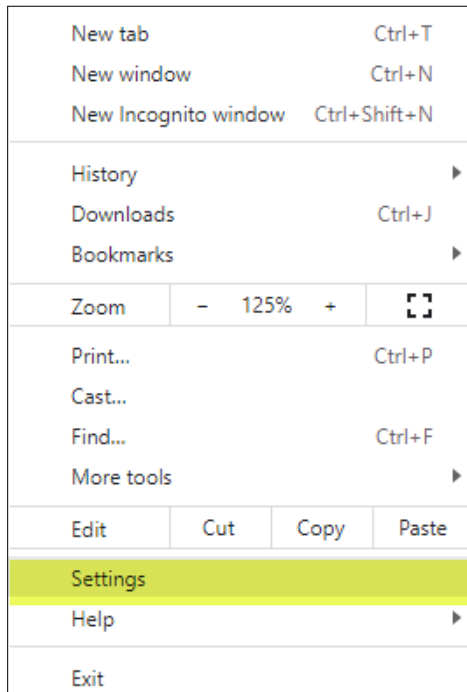 New tab Ctrl+T
New window Ctrl+N
New Incognito window Ctrl+Shift+N
History
Downloads Ctrl+J
Bookmarks
Zoom - 125% +
Print... Ctrl+P
Cast...
Find... Ctrl+F
More tools
Edit Cut Copy Paste
Settings
Help
Exit